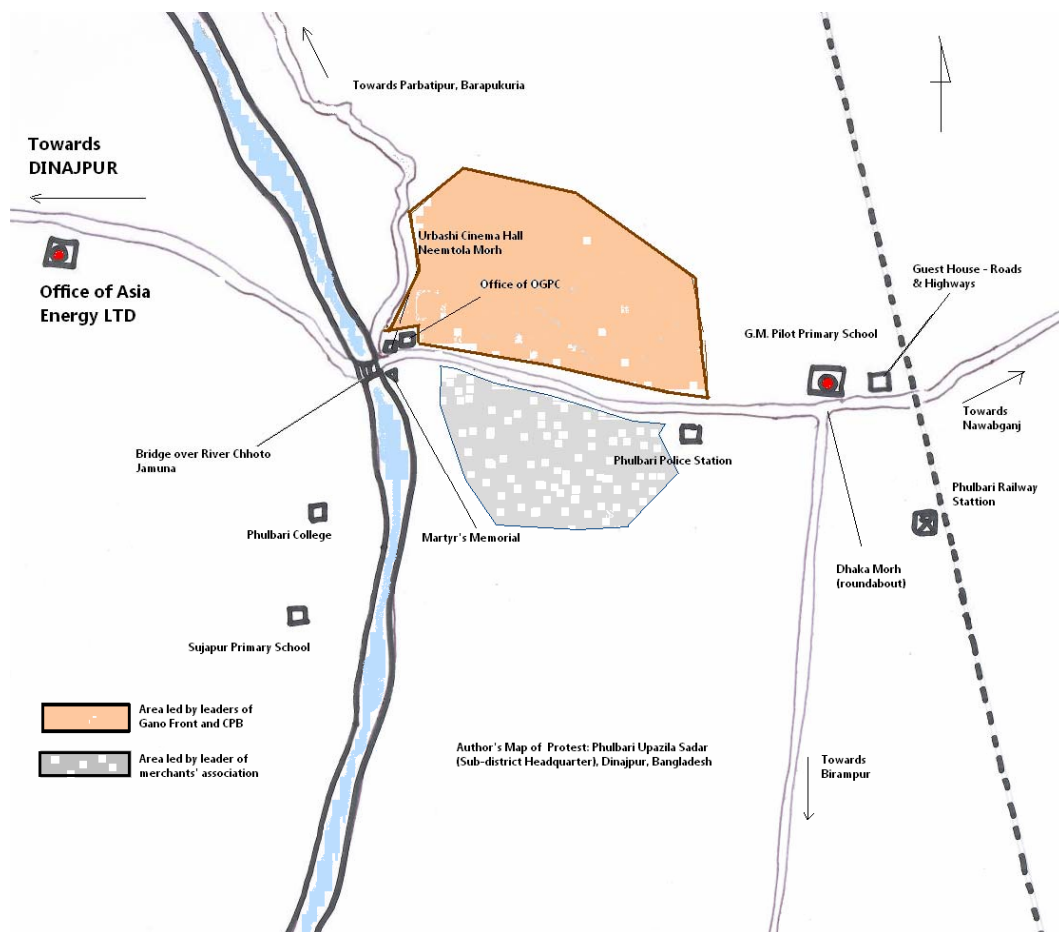 Towards Parbatipur, Barapukuria
Towards
DINAJPUR
Urbashi Cinema Hall
Neemtola Morh
Office of OGPC
Guest House - Roads
& Highways
Office of Asia
Energy LTD
G.M. Pilot Primary School
Towards
Nawabganj
Bridge over River Chhoto
Jamuna
Phulbari Police Station
Phulbari Railway
Stattion
Phulbari College
Martyr's Memorial
Dhaka Morh
(roundabout)
Sujapur Primary School
Area led by leaders of
Gano Front and CPB
Area led by leader of
merchants' association
Author's Map of Protest: Phulbari Upazila Sadar
(Sub-district Headquarter), Dinajpur, Bangladesh
Towards
Birampur